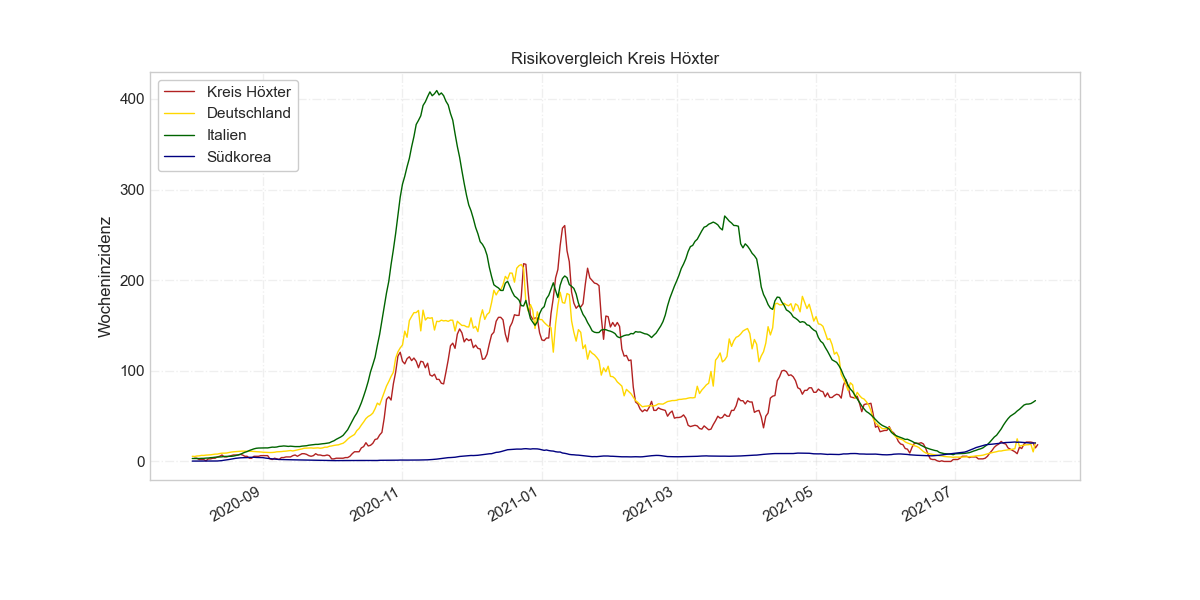 Risikovergleich Kreis Höxter
Kreis Höxter
Deutschland
Italien
Südkorea
Wocheninzidenz
400
300
200
100
0
2020-09
2020-11
2021-01
2021-03
2021-05
2021-07